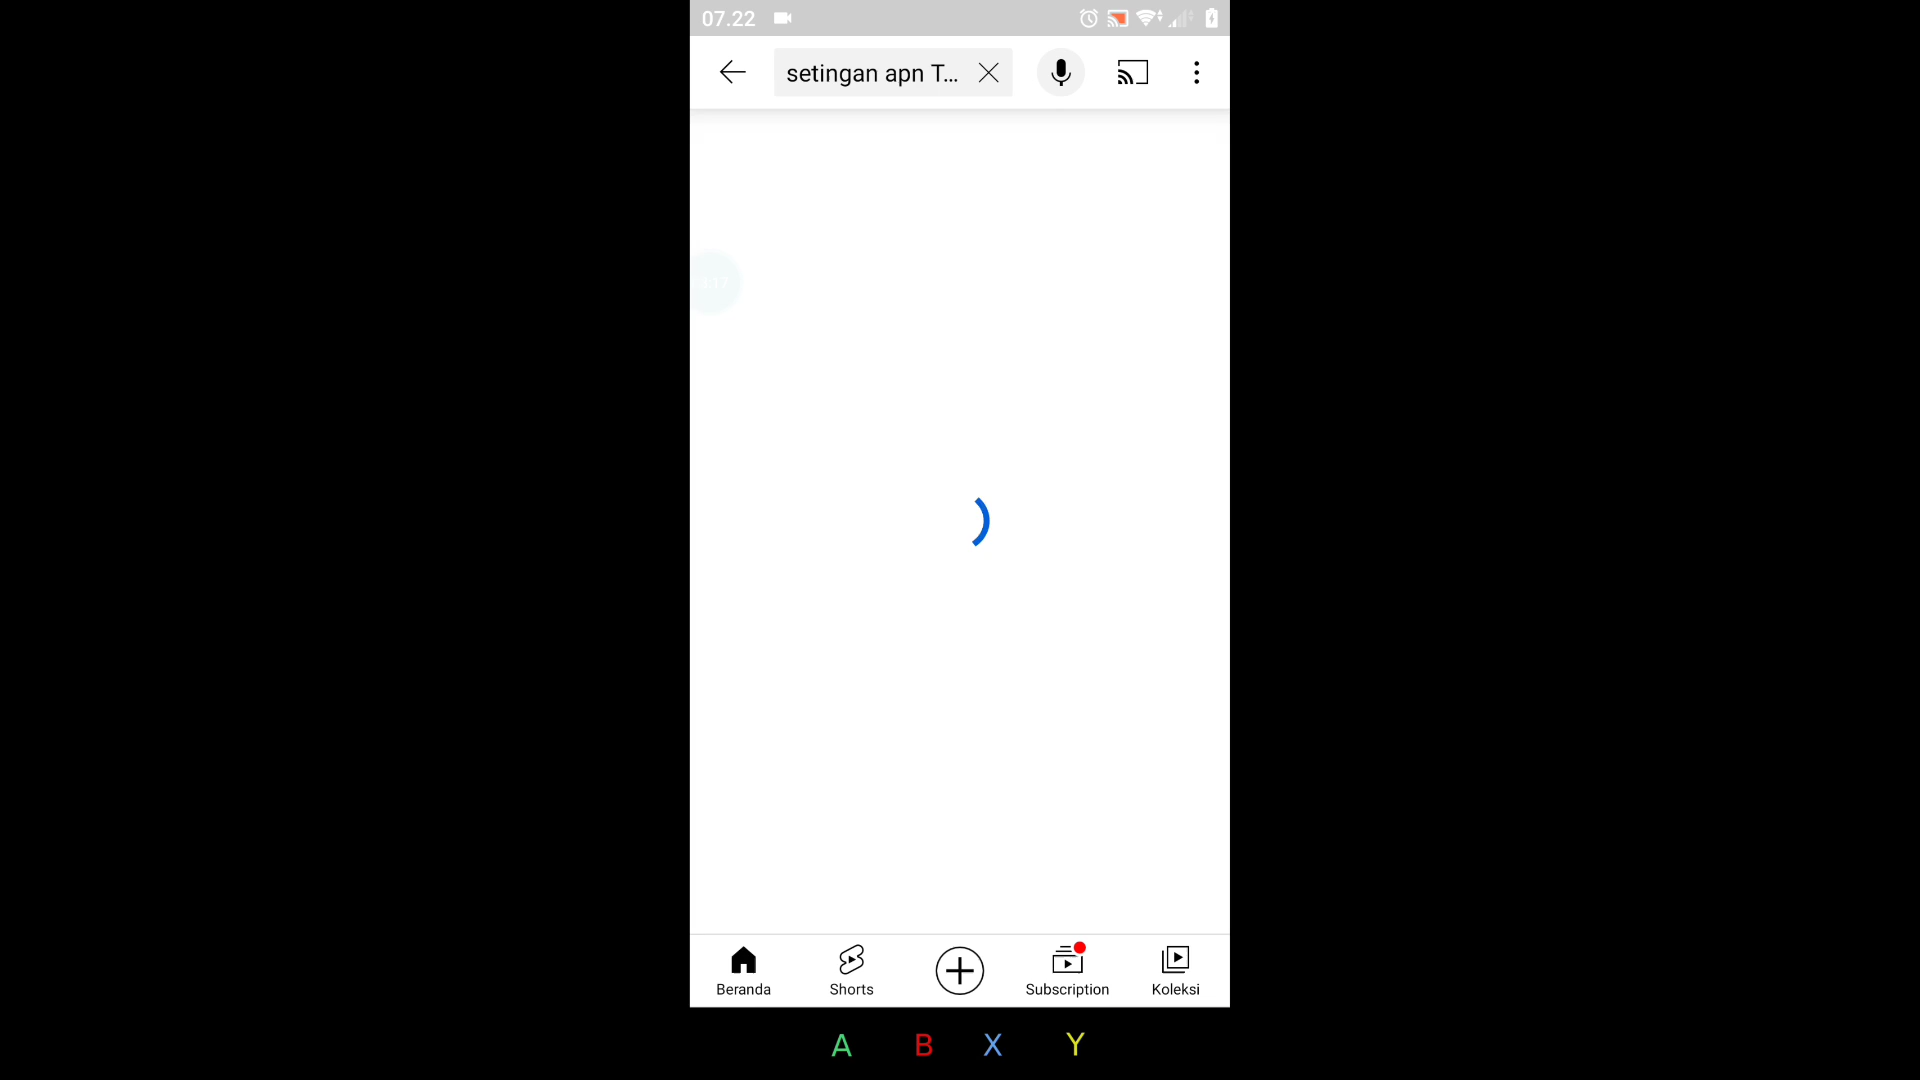 07.22
setingan apn T...
Beranda
Shorts
Subscription
Koleksi
A B X Y